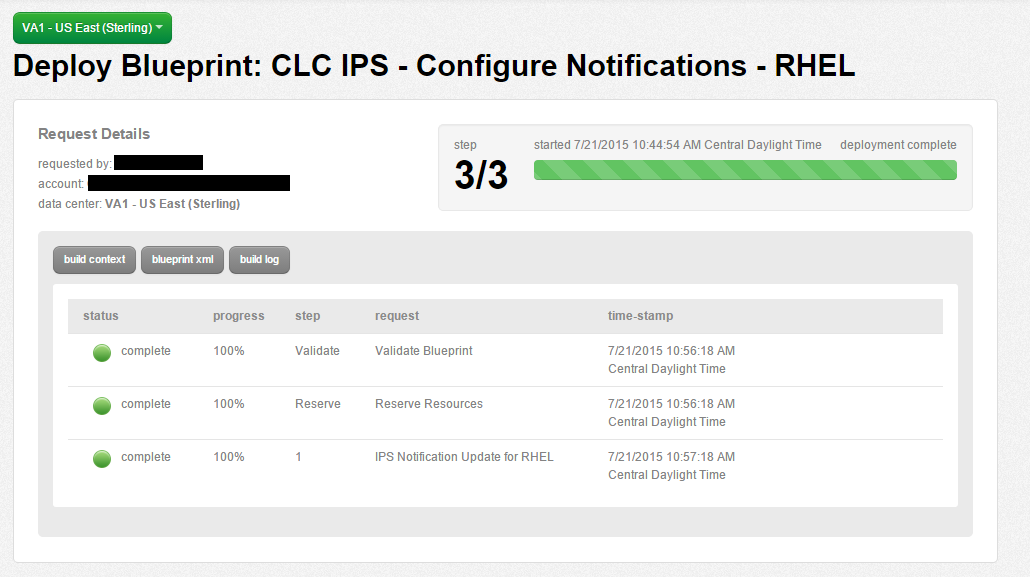 VA1 - US East (Sterling)
Deploy Blueprint: CLC IPS - Configure Notifications - RHEL
Request Details
requested by:
account:
data center: VA1 - US East (Sterling)
step started 7/21/2015 10:44:54 AM Central Daylight Time deployment complete
3/3
build context blueprint xml build log
status progress step request time-stamp
complete 100% Validate Validate Blueprint 7/21/2015 10:56:18 AM
Central Daylight Time
complete 100% Reserve Reserve Resources 7/21/2015 10:56:18 AM
Central Daylight Time
complete 100% 1 IPS Notification Update for RHEL 7/21/2015 10:57:18 AM
Central Daylight Time